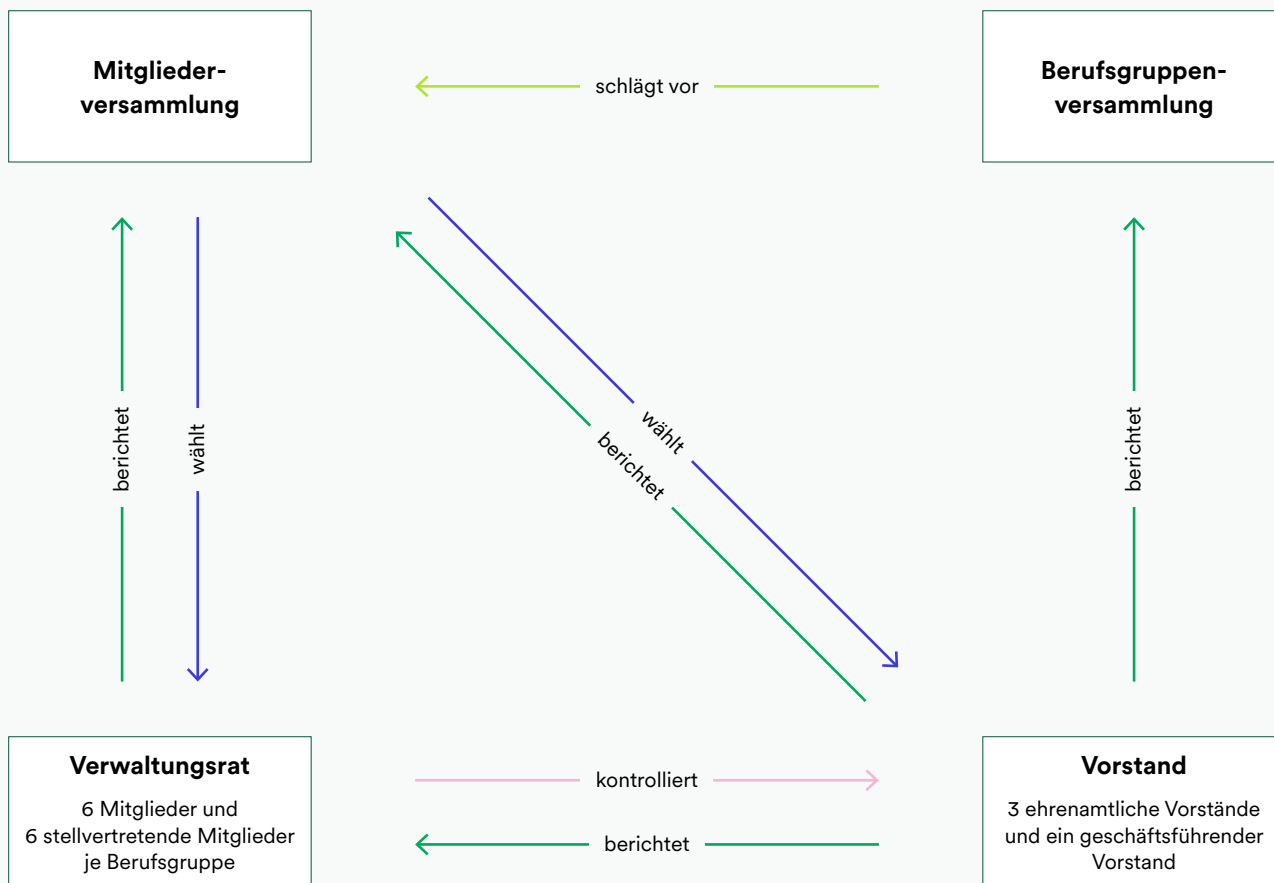 Mitglieder-
versammlung
schlägt vor
Berufsgruppen-
versammlung
berichtet
wählt
wählt
berichtet
berichtet
Verwaltungsrat
6 Mitglieder und
6 stellvertretende Mitglieder
je Berufsgruppe
kontrolliert
berichtet
Vorstand
3 ehrenamtliche Vorstände
und ein geschäftsführender
Vorstand